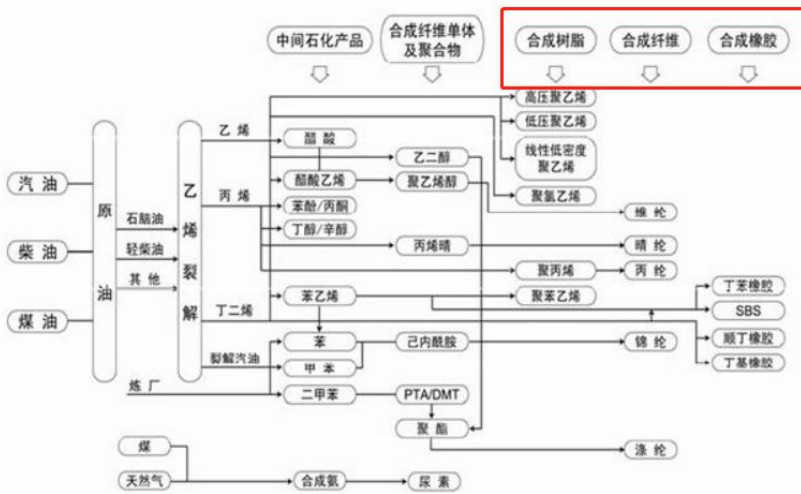 中间石化产品
合成纤维单体
及聚合物
合成树脂
合成纤维
合成橡胶
高压聚乙烯
低压聚乙烯
线性低密度
聚乙烯
聚氯乙烯
乙烯
醋酸
乙二醇
醋酸乙烯
聚乙烯醇
维纶
汽油
柴油
煤油
原油
石脑油
轻柴油
其他
乙烯裂解
丙烯
苯酚/丙酮
丁醇/辛醇
丙烯晴
晴纶
聚丙烯
丙纶
丁二烯
苯乙烯
聚苯乙烯
丁苯橡胶
SBS
顺丁橡胶
丁基橡胶
苯
己内酰胺
锦纶
裂解汽油
甲苯
炼厂
二甲苯
PTA/DMT
聚酯
涤纶
煤
天然气
合成氨
尿素